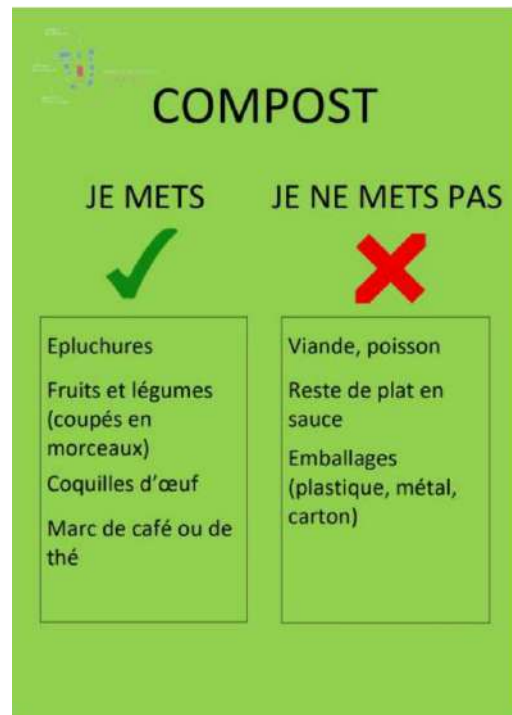 COMPOST
JE METS
JE NE METS PAS
Epluchures
Fruits et légumes
(coupés en
morceaux)
Coquilles d'œuf
Marc de café ou de
thé
Viande, poisson
Reste de plat en
sauce
Emballages
(plastique, métal,
carton)